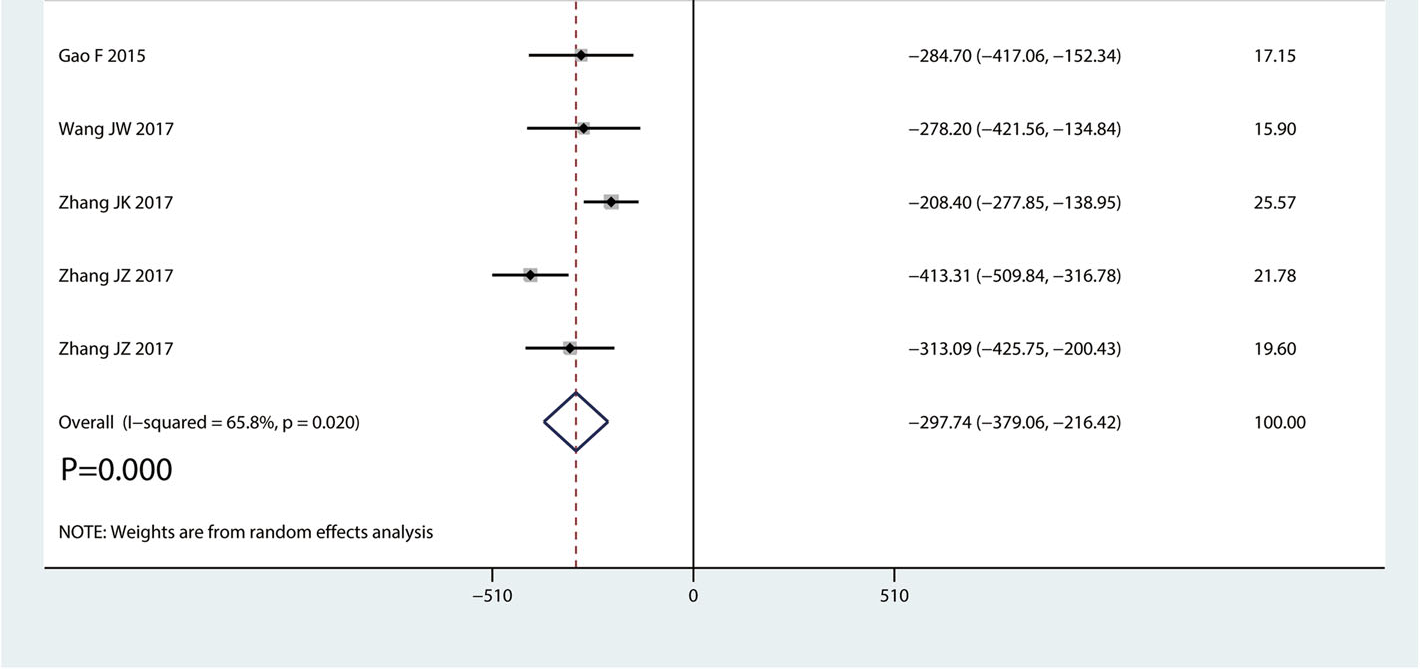 Gao F 2015 −284.70 (−417.06, −152.34) 17.15
Wang JW 2017 −278.20 (−421.56, −134.84) 15.90
Zhang JK 2017 −208.40 (−277.85, −138.95) 25.57
Zhang JZ 2017 −413.31 (−509.84, −316.78) 21.78
Zhang JZ 2017 −313.09 (−425.75, −200.43) 19.60
Overall (I−squared = 65.8%, p = 0.020) −297.74 (−379.06, −216.42) 100.00
P=0.000
NOTE: Weights are from random effects analysis
−510 0 510